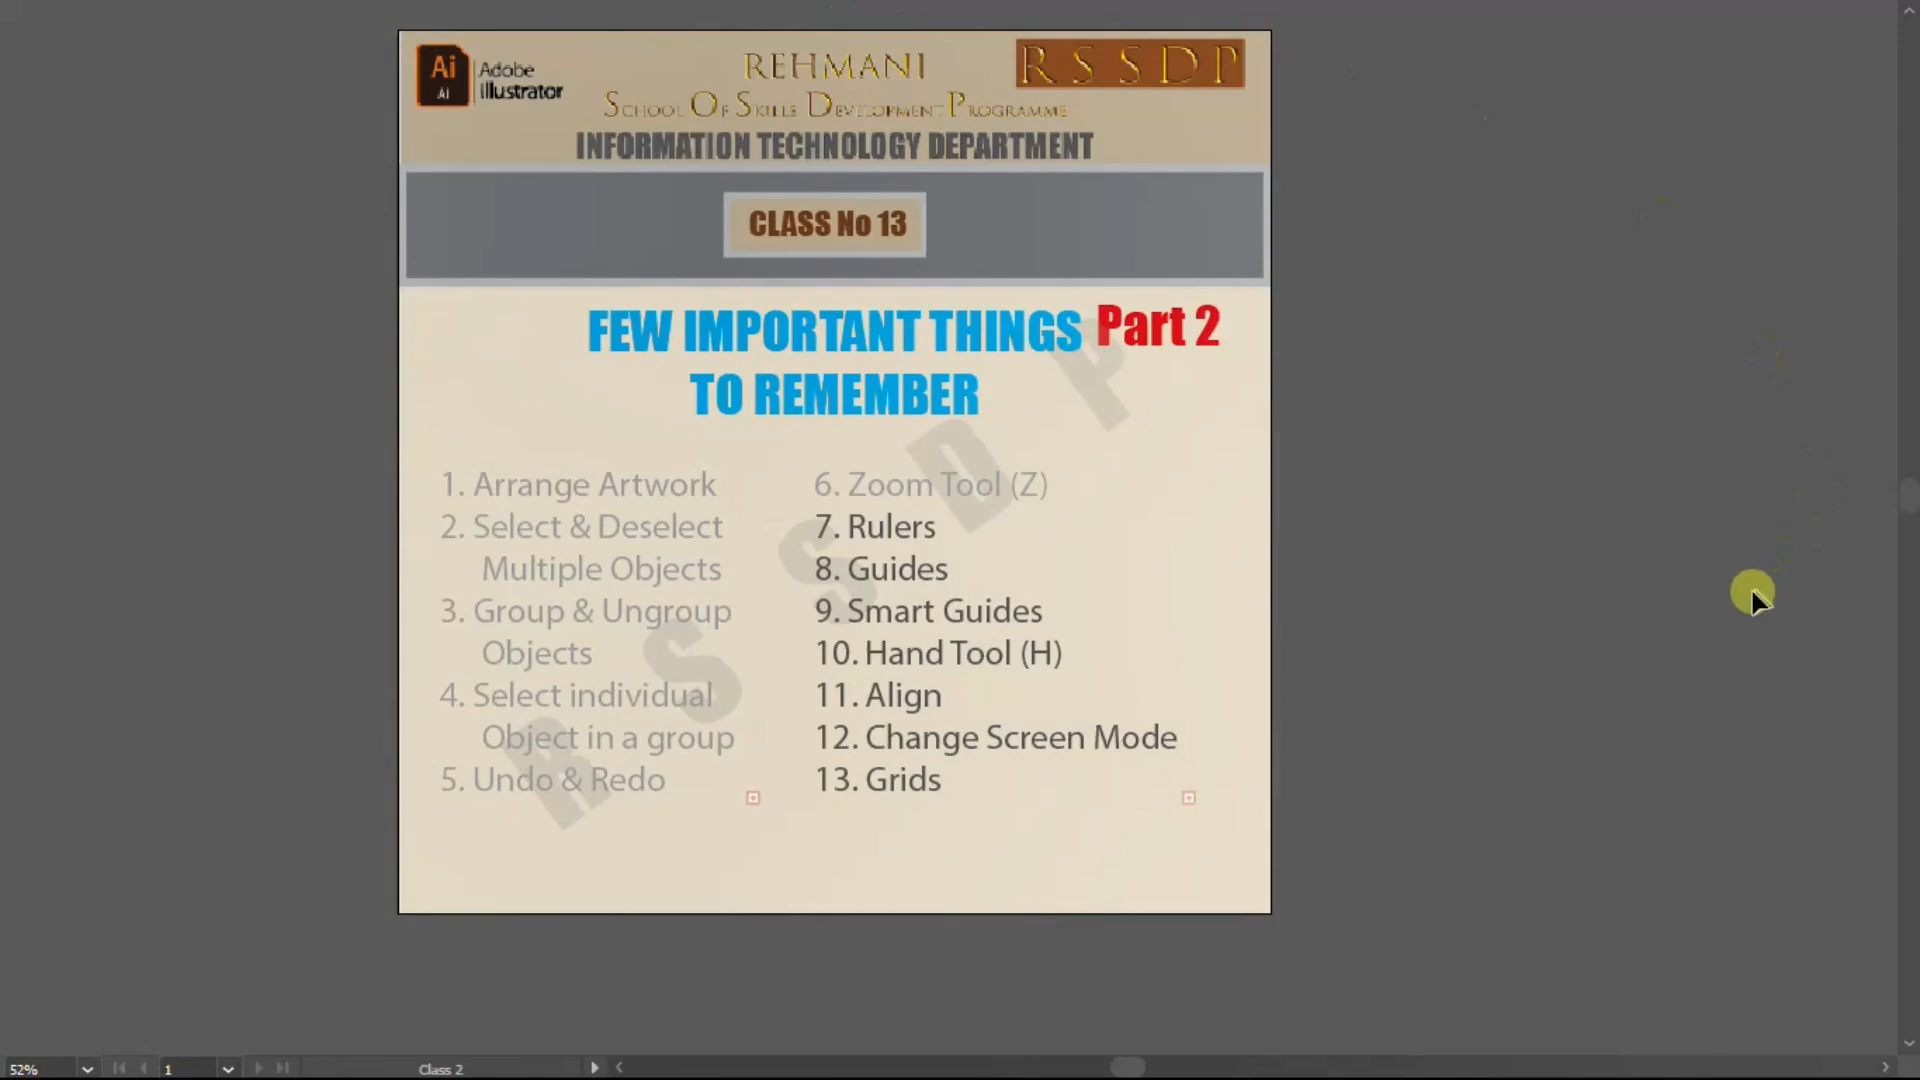 Ai
Ai
Adobe
Illustrator
REHMANI
SCHOOL OF SKILLS DEVELOPMENT PROGRAMME
RSSDP
INFORMATION TECHNOLOGY DEPARTMENT
CLASS No 13
FEW IMPORTANT THINGS Part 2
TO REMEMBER
1. Arrange Artwork
2. Select & Deselect
Multiple Objects
3. Group & Ungroup
Objects
4. Select individual
Object in a group
5. Undo & Redo
6. Zoom Tool (Z)
7. Rulers
8. Guides
9. Smart Guides
10. Hand Tool (H)
11. Align
12. Change Screen Mode
13. Grids
R S S D P
52%
1
Class 2